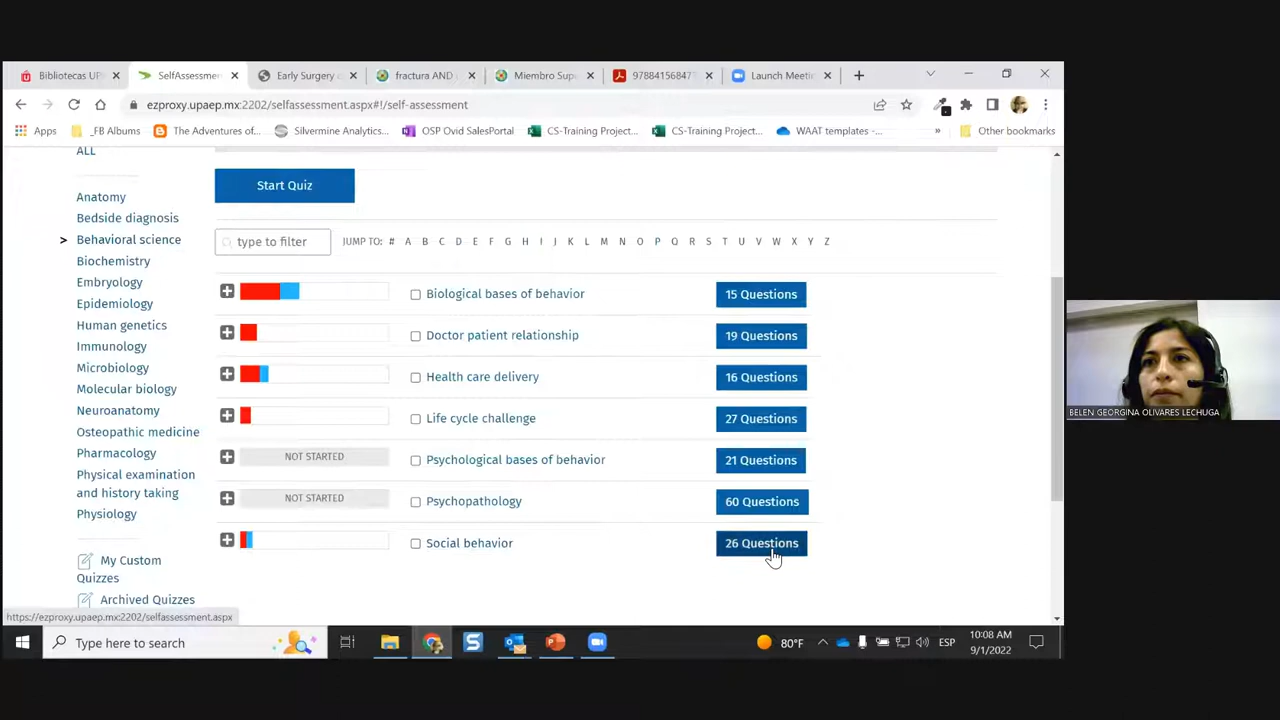 Bibliotecas UP
SelfAssessme
Early Surgery c
fractura AND
Miembro Sup
9788415684
Launch Meeti
ezproxy.upaep.mx:2202/selfassessment.aspx#!/self-assessment
Apps
_FB Albums
The Adventures of...
Silvermine Analytics...
OSP Ovid SalesPortal
CS-Training Project...
CS-Training Project...
WAAT templates -...
»
Other bookmarks
ALL
Anatomy
Bedside diagnosis
> Behavioral science
Biochemistry
Embryology
Epidemiology
Human genetics
Immunology
Microbiology
Molecular biology
Neuroanatomy
Osteopathic medicine
Pharmacology
Physical examination
and history taking
Physiology
My Custom
Quizzes
Archived Quizzes
Start Quiz
type to filter
JUMP TO: # A B C D E F G H I J K L M N O P Q R S T U V W X Y Z
Biological bases of behavior 15 Questions
Doctor patient relationship 19 Questions
Health care delivery 16 Questions
Life cycle challenge 27 Questions
NOT STARTED Psychological bases of behavior 21 Questions
NOT STARTED Psychopathology 60 Questions
Social behavior 26 Questions
https://ezproxy.upaep.mx:2202/selfassessment.aspx
Type here to search
80°F
ESP
10:08 AM
9/1/2022
BELEN GEORGINA OLIVARES LECHUGA